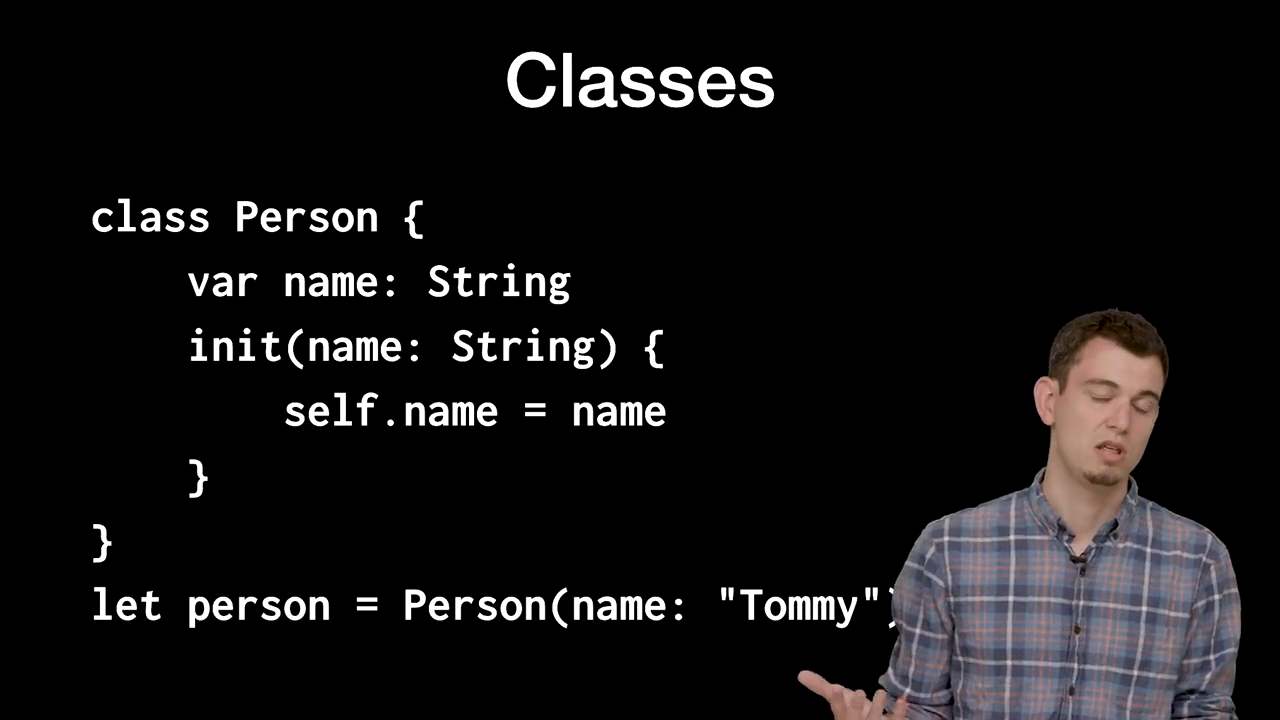 Classes
class Person {
var name: String
init(name: String) {
self.name = name
}
}
let person = Person(name: "Tommy")